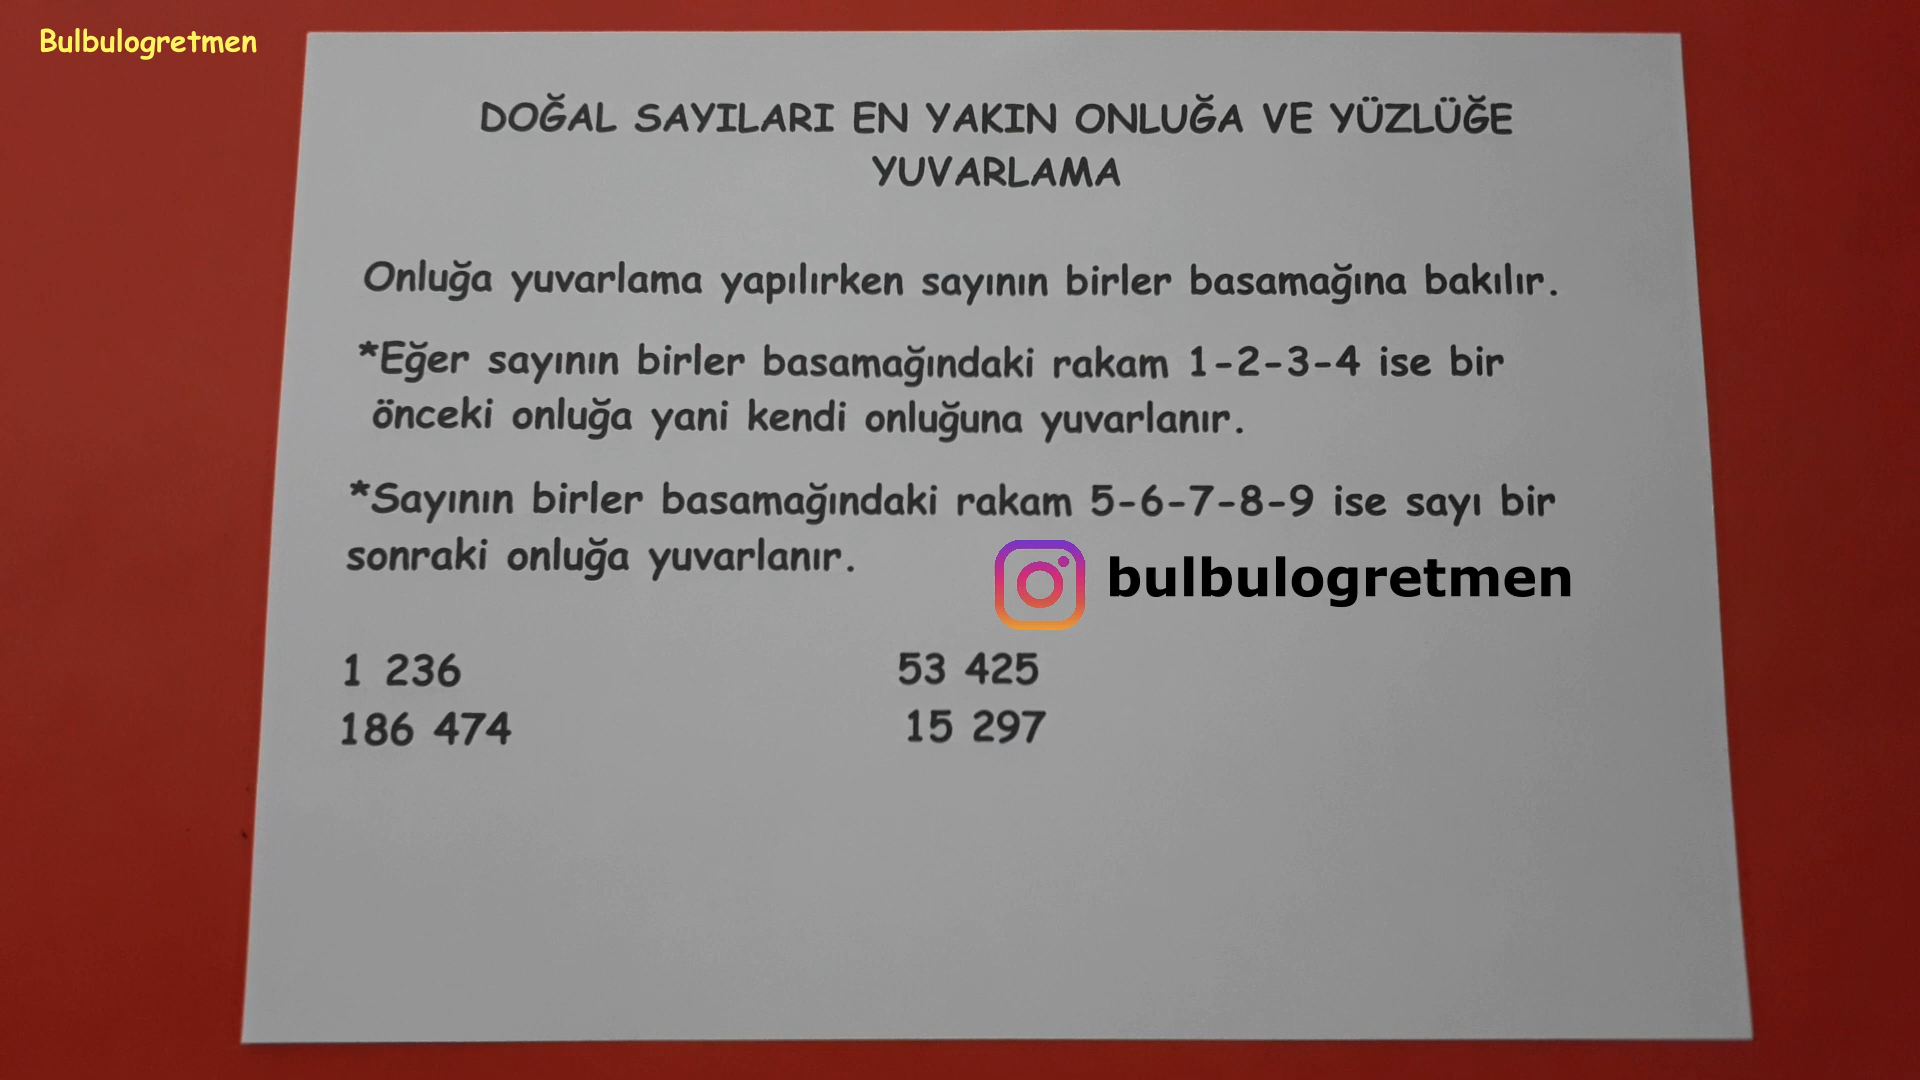 Bulbulogretmen
DOĞAL SAYILARI EN YAKIN ONLUĞA VE YÜZLÜĞE
YUVARLAMA
Onluğa yuvarlama yapılırken sayının birler basamağına bakılır.
*Eğer sayının birler basamağındaki rakam 1-2-3-4 ise bir
önceki onluğa yani kendi onluğuna yuvarlanır.
*Sayının birler basamağındaki rakam 5-6-7-8-9 ise sayı bir
sonraki onluğa yuvarlanır.
bulbulogretmen
1 236 53 425
186 474 15 297